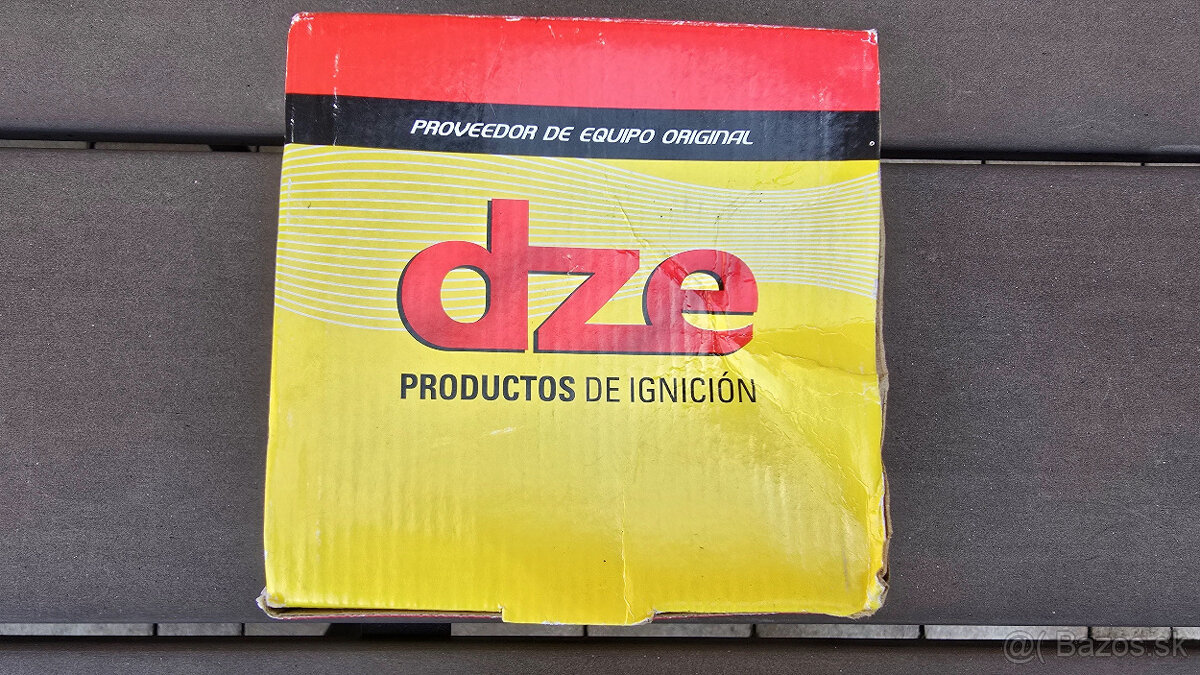 PROVEEDOR DE EQUIPO ORIGINAL
dze
PRODUCTOS DE IGNICIÓN
@( Bazos.sk